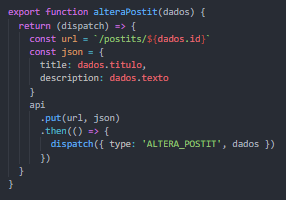 export function alteraPostit(dados) {
  return (dispatch) => {
    const url = `/postits/${dados.id}`
    const json = {
      title: dados.titulo,
      description: dados.texto
    }
    api
      .put(url, json)
      .then(() => {
        dispatch({ type: 'ALTERA_POSTIT', dados })
      })
  }
}